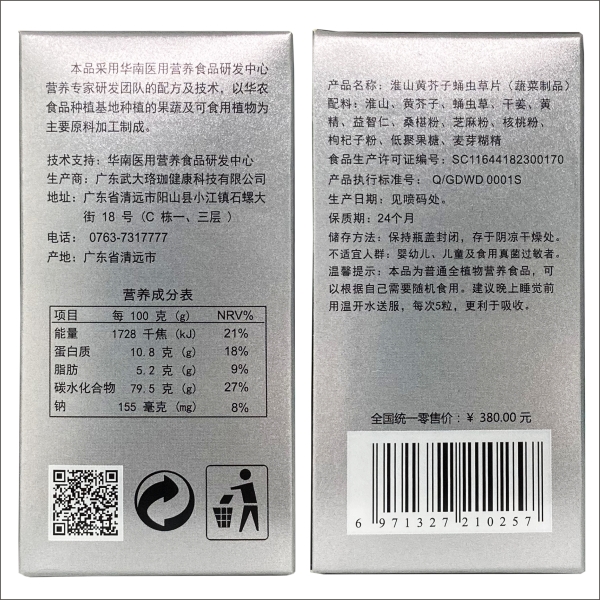 本品采用华南医用营养食品研发中心
营养专家研发团队的配方及技术，以华农
食品种植基地种植的果蔬及可食用植物为
主要原料加工制成。
技术支持：华南医用营养食品研发中心
生产商：广东武大珞珈健康科技有限公司
地址：广东省清远市阳山县小江镇石螺大
街 18 号（C 栋一、三层 ）
电话： 0763-7317777
产地：广东省清远市
营养成分表
项目 每 100 克 (g) NRV%
能量 1728 千焦 (kJ) 21%
蛋白质 10.8 克 (g) 18%
脂肪 5.2 克 (g) 9%
碳水化合物 79.5 克 (g) 27%
钠 155 毫克 (mg) 8%
产品名称：淮山黄芥子蛹虫草片（蔬菜制品）
配料：淮山、黄芥子、蛹虫草、干姜、黄
精、益智仁、桑椹粉、芝麻粉、核桃粉、
枸杞子粉、低聚果糖、麦芽糊精
食品生产许可证编号：SC11644182300170
产品执行标准号：Q/GDWD 0001S
生产日期：见喷码处。
保质期：24个月
储存方法：保持瓶盖封闭，存于阴凉干燥处。
不适宜人群：婴幼儿、儿童及食用真菌过敏者。
温馨提示：本品为普通全植物营养食品，可
以根据自己需要随机食用。建议晚上睡觉前
用温开水送服，每次5粒，更利于吸收。
全国统一零售价：￥ 380.00 元
6 971327 210257